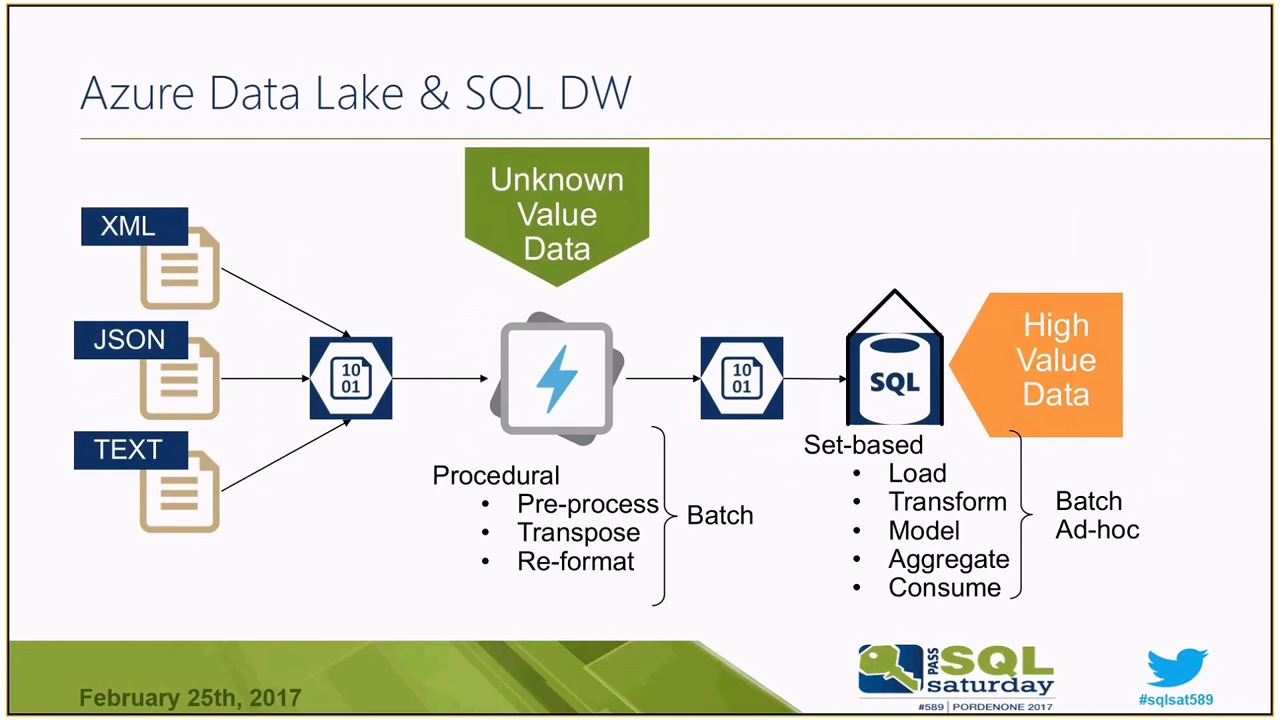 Azure Data Lake & SQL DW
Unknown
Value
Data
XML
JSON
TEXT
10
01
10
01
SQL
High
Value
Data
Procedural
• Pre-process
• Transpose
• Re-format
Batch
Set-based
• Load
• Transform
• Model
• Aggregate
• Consume
Batch
Ad-hoc
February 25th, 2017
PASS
SQL
saturday
#589 | PORDENONE 2017
#sqlsat589